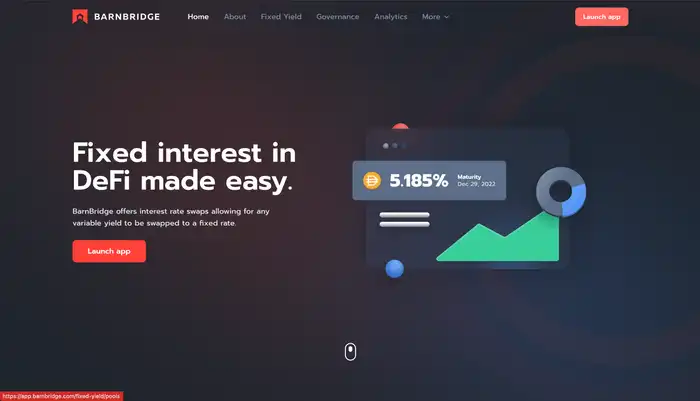 BARNBRIDGE
Home About Fixed Yield Governance Analytics More
Launch app
Fixed interest in
DeFi made easy.
BarnBridge offers interest rate swaps allowing for any
variable yield to be swapped to a fixed rate.
Launch app
5.185%
Maturity
Dec 29, 2022
https://app.barnbridge.com/fixed-yield/pools